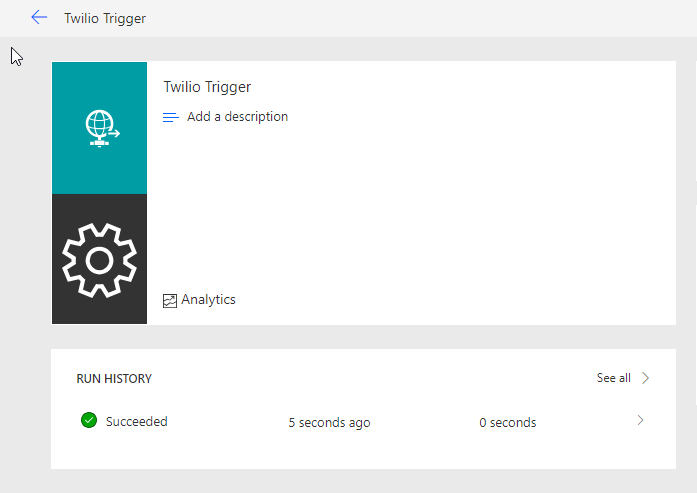 Twilio Trigger
Twilio Trigger
Add a description
Analytics
RUN HISTORY See all
Succeeded 5 seconds ago 0 seconds